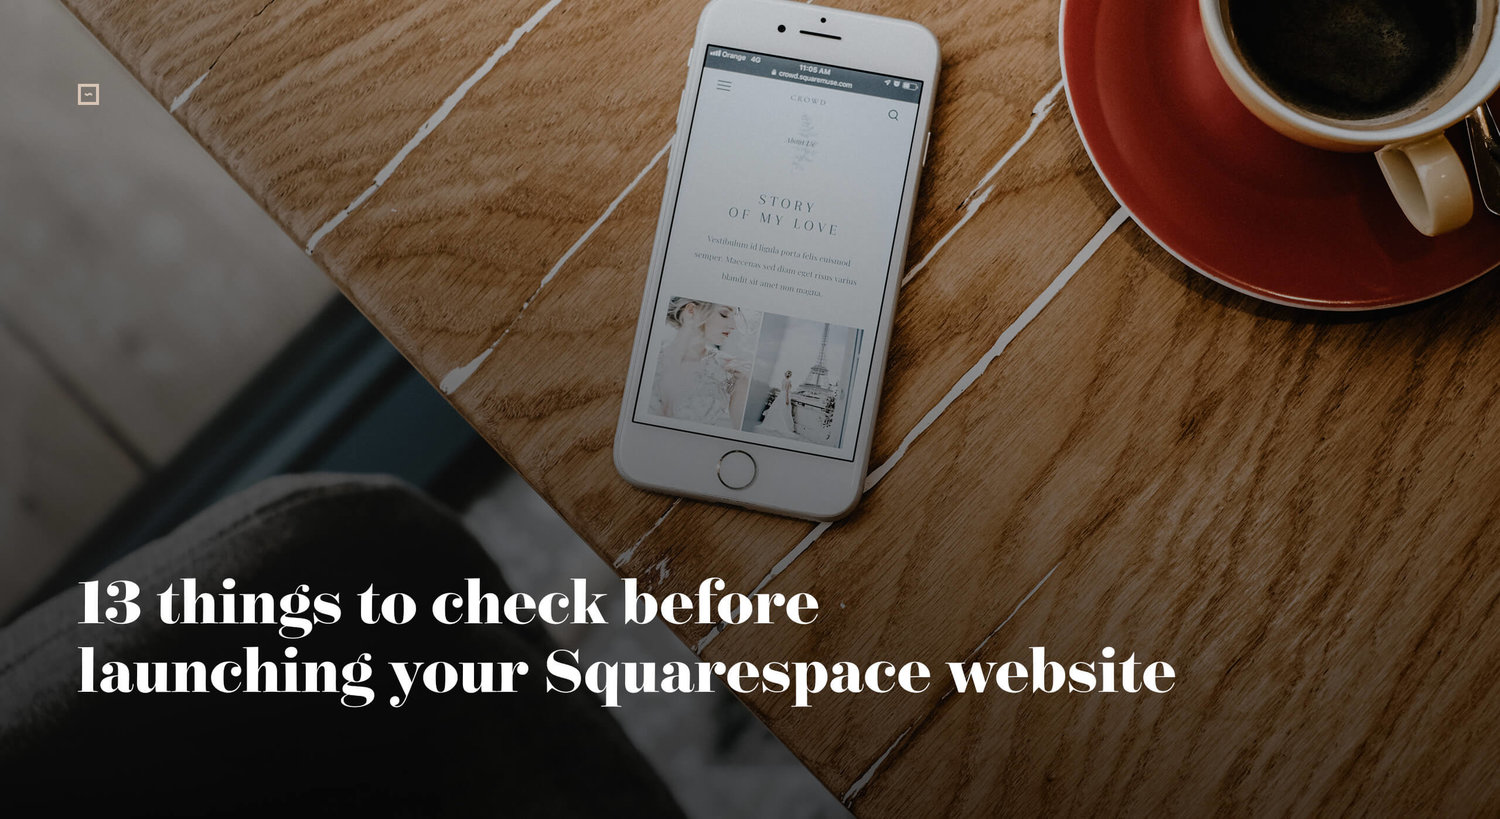 Orange 4G
11:05 AM
crowd.squaremuse.com
CROWD
About Us
STORY
OF MY LOVE
Vestibulum id ligula porta felis euismod
semper. Maecenas sed diam eget risus varius
blandit sit amet non magna.
13 things to check before
launching your Squarespace website